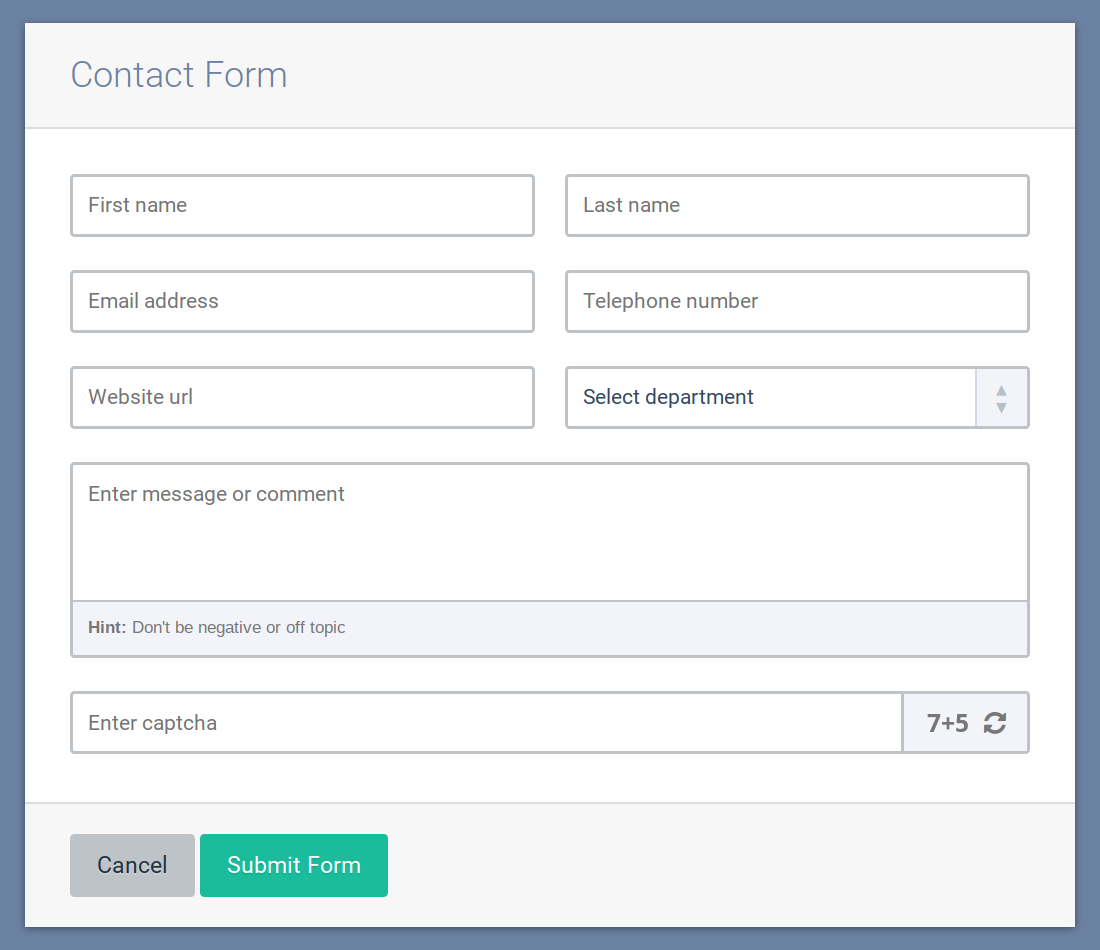 Contact Form
First name
Last name
Email address
Telephone number
Website url
Select department
Enter message or comment
Hint: Don't be negative or off topic
Enter captcha
7+5
Cancel
Submit Form